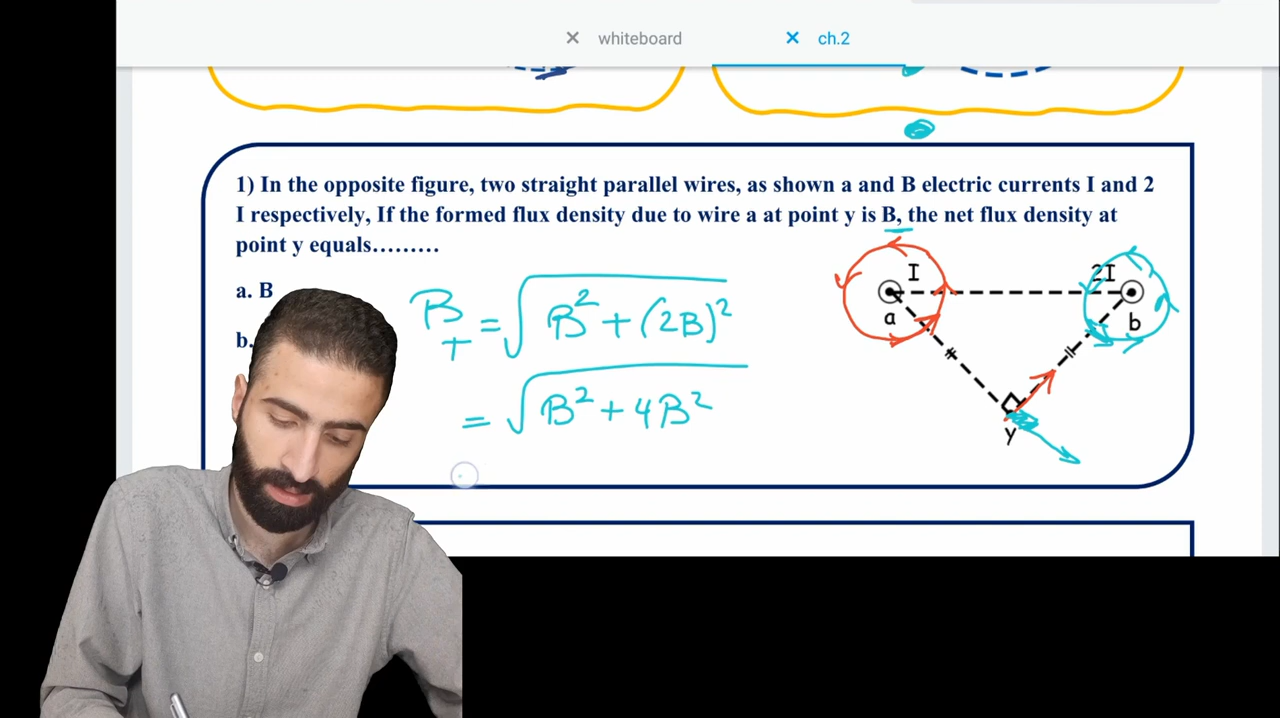 whiteboard
ch.2
1) In the opposite figure, two straight parallel wires, as shown a and B electric currents I and 2
I respectively, If the formed flux density due to wire a at point y is B, the net flux density at
point y equals………
a. B
b.
B_T = √B² + (2B)²
= √B² + 4B²
I
2I
a
b
y